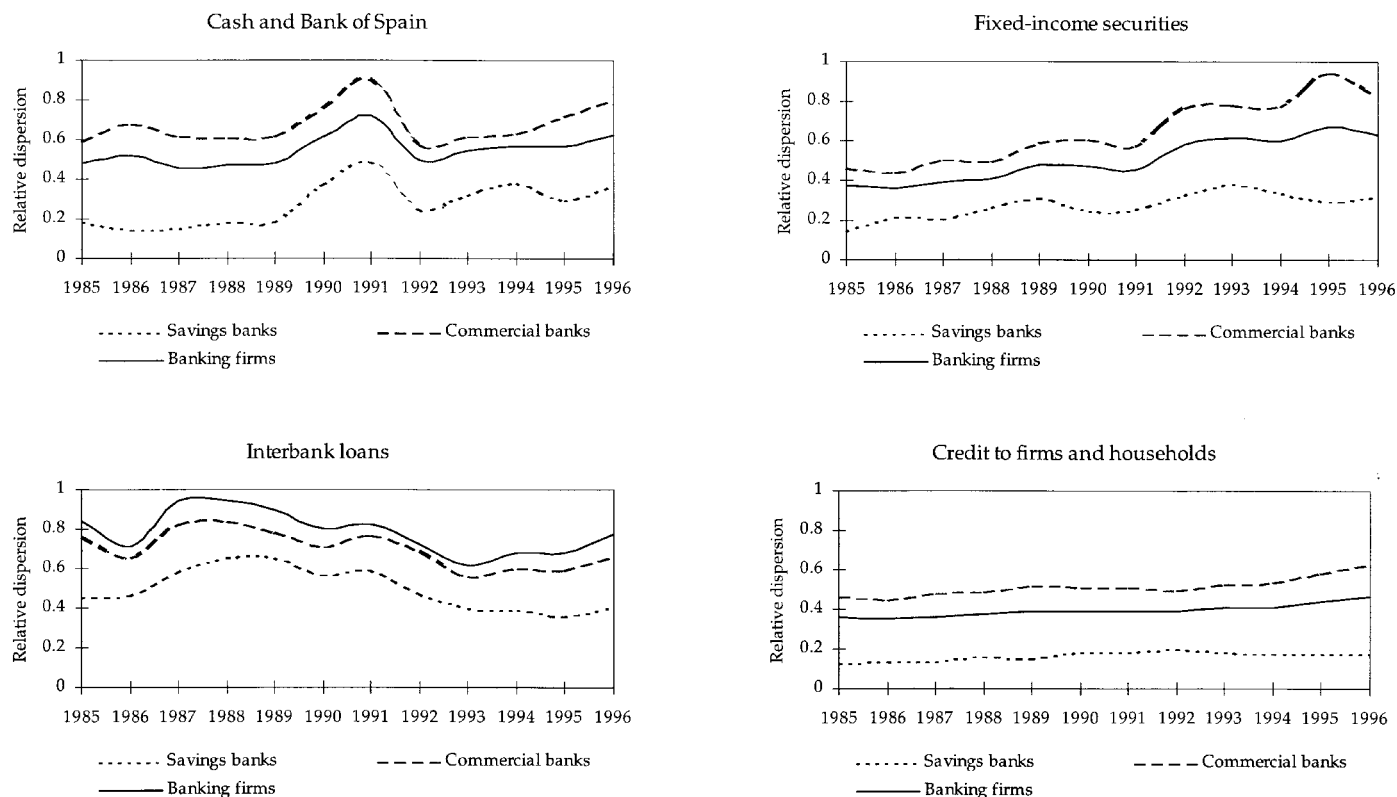 Cash and Bank of Spain
Relative dispersion
1
0.8
0.6
0.4
0.2
0
1985 1986 1987 1988 1989 1990 1991 1992 1993 1994 1995 1996
Savings banks Commercial banks
Banking firms
Fixed-income securities
Relative dispersion
1
0.8
0.6
0.4
0.2
0
1985 1986 1987 1988 1989 1990 1991 1992 1993 1994 1995 1996
Savings banks Commercial banks
Banking firms
Interbank loans
Relative dispersion
1
0.8
0.6
0.4
0.2
0
1985 1986 1987 1988 1989 1990 1991 1992 1993 1994 1995 1996
Savings banks Commercial banks
Banking firms
Credit to firms and households
Relative dispersion
1
0.8
0.6
0.4
0.2
0
1985 1986 1987 1988 1989 1990 1991 1992 1993 1994 1995 1996
Savings banks Commercial banks
Banking firms